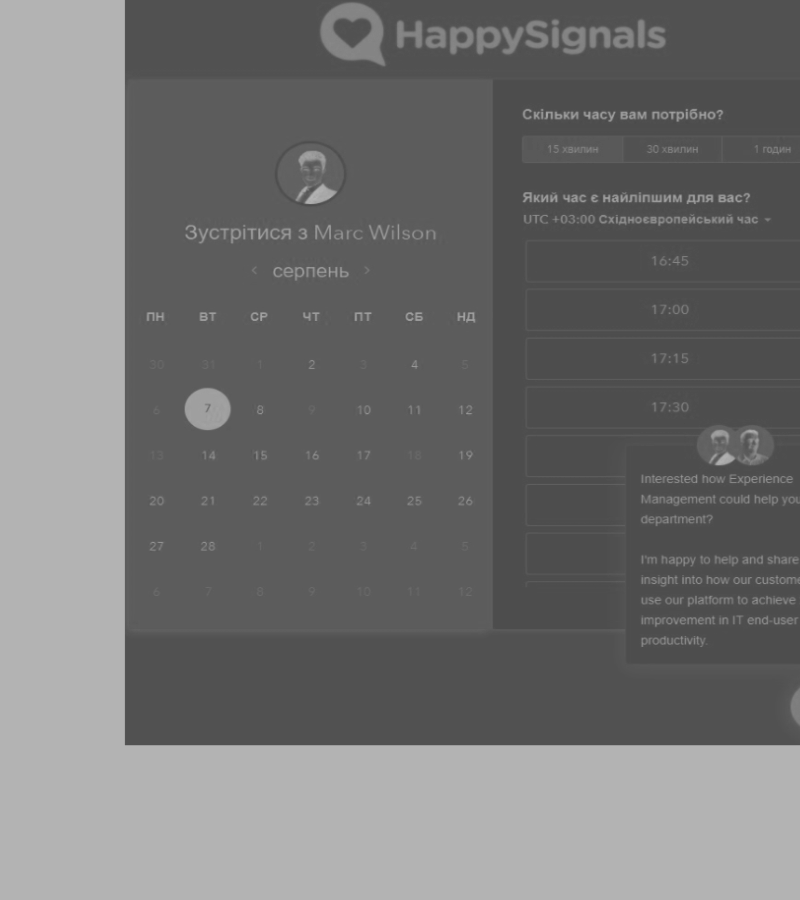 HappySignals
Зустрітися з Marc Wilson
серпень
ПН ВТ СР ЧТ ПТ СБ НД
30 31 1 2 3 4 5
6 7 8 9 10 11 12
13 14 15 16 17 18 19
20 21 22 23 24 25 26
27 28 1 2 3 4 5
6 7 8 9 10 11 12
Скільки часу вам потрібно?
15 хвилин 30 хвилин 1 годин
Який час є найліпшим для вас?
UTC +03:00 Східноєвропейський час
16:45
17:00
17:15
17:30
Interested how Experience
Management could help you
department?
I'm happy to help and share
insight into how our custome
use our platform to achieve
improvement in IT end-user
productivity.